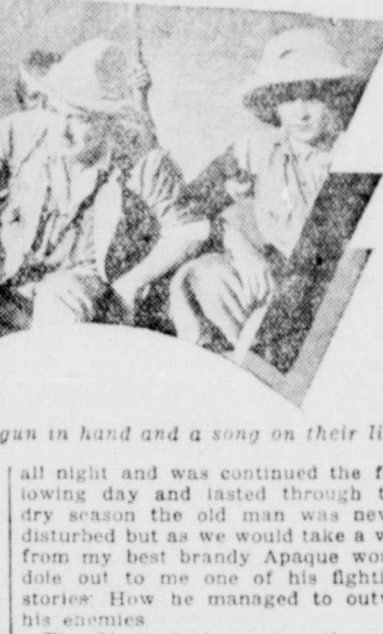 gun in hand and a song on their li
all night and was continued the f
lowing day and lasted through t
dry season the old man was nev
disturbed but as we would take a w
from my best brandy Apaque wo
dole out to me one of his fighti
stories: How he managed to outw
his enemies